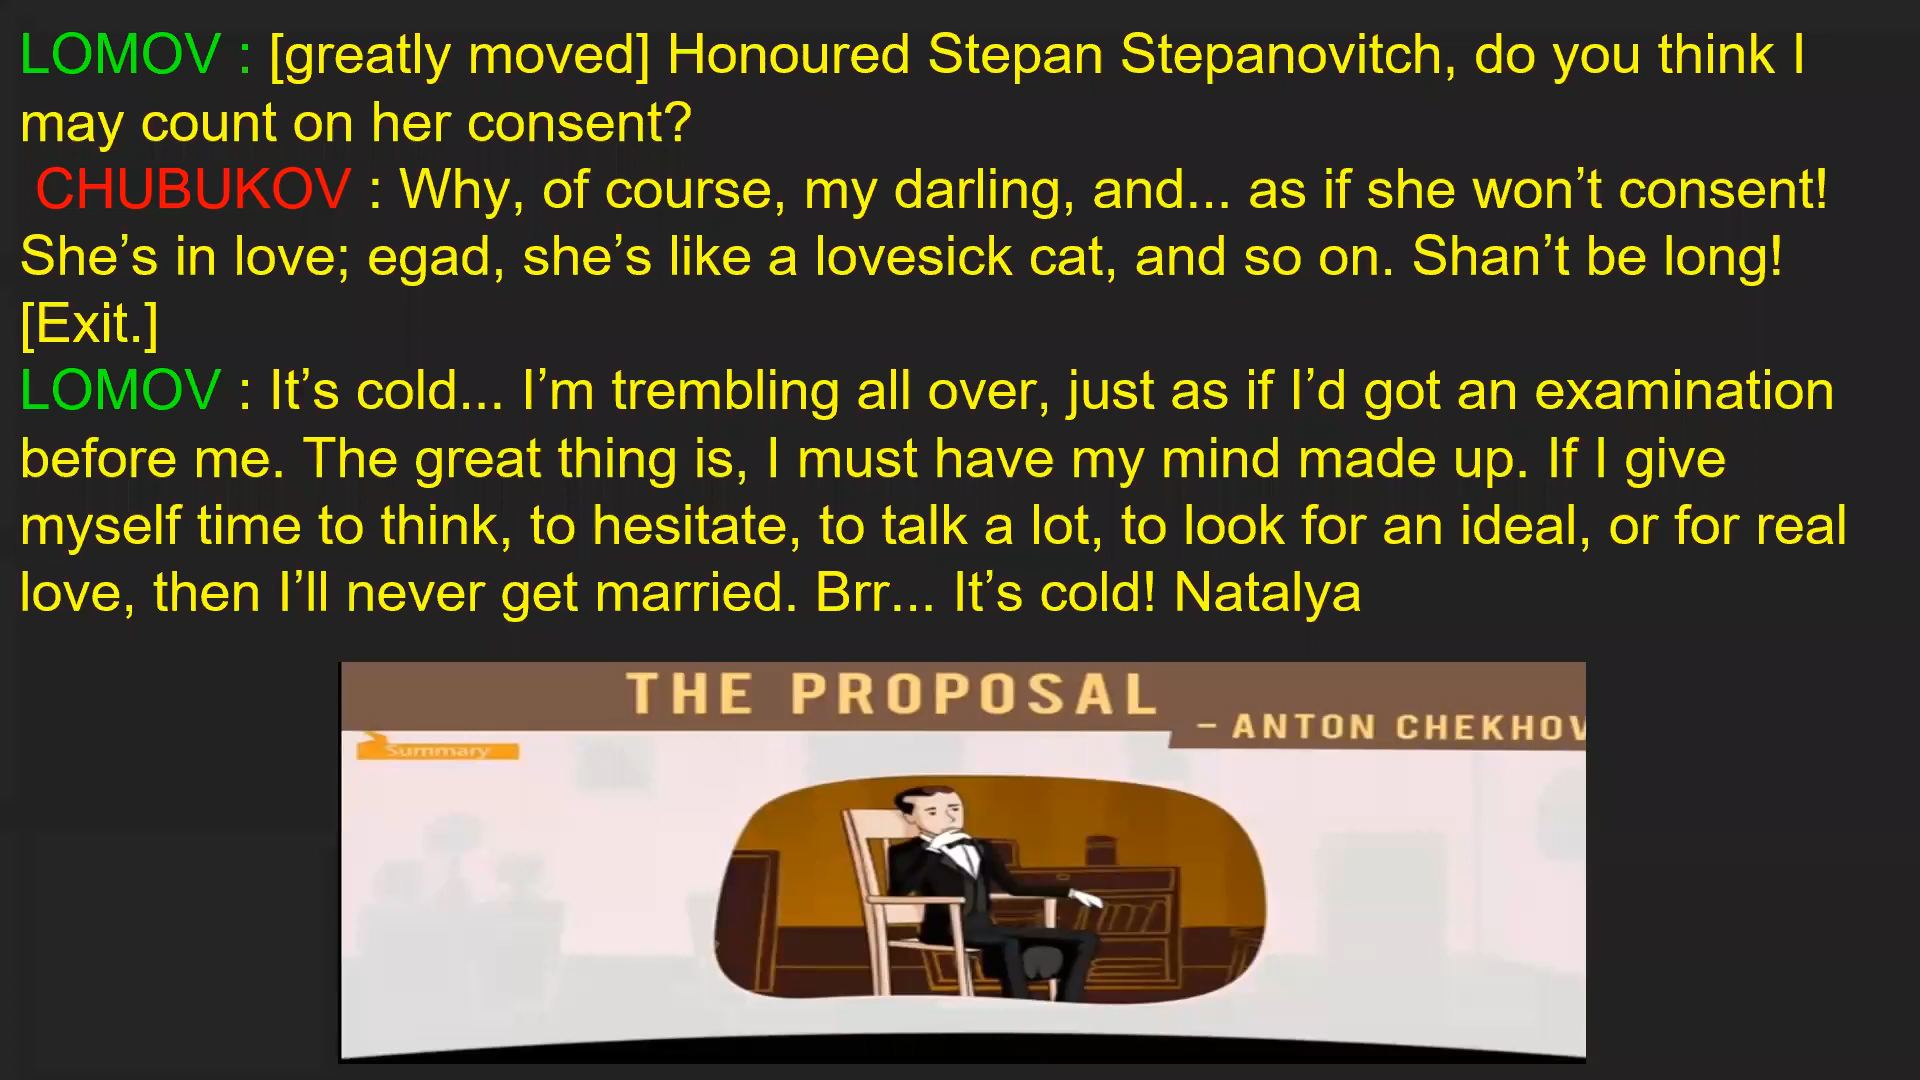 LOMOV : [greatly moved] Honoured Stepan Stepanovitch, do you think I
may count on her consent?
CHUBUKOV : Why, of course, my darling, and... as if she won’t consent!
She’s in love; egad, she’s like a lovesick cat, and so on. Shan’t be long!
[Exit.]
LOMOV : It’s cold... I’m trembling all over, just as if I’d got an examination
before me. The great thing is, I must have my mind made up. If I give
myself time to think, to hesitate, to talk a lot, to look for an ideal, or for real
love, then I’ll never get married. Brr... It’s cold! Natalya
THE PROPOSAL
– ANTON CHEKHOV
Summary